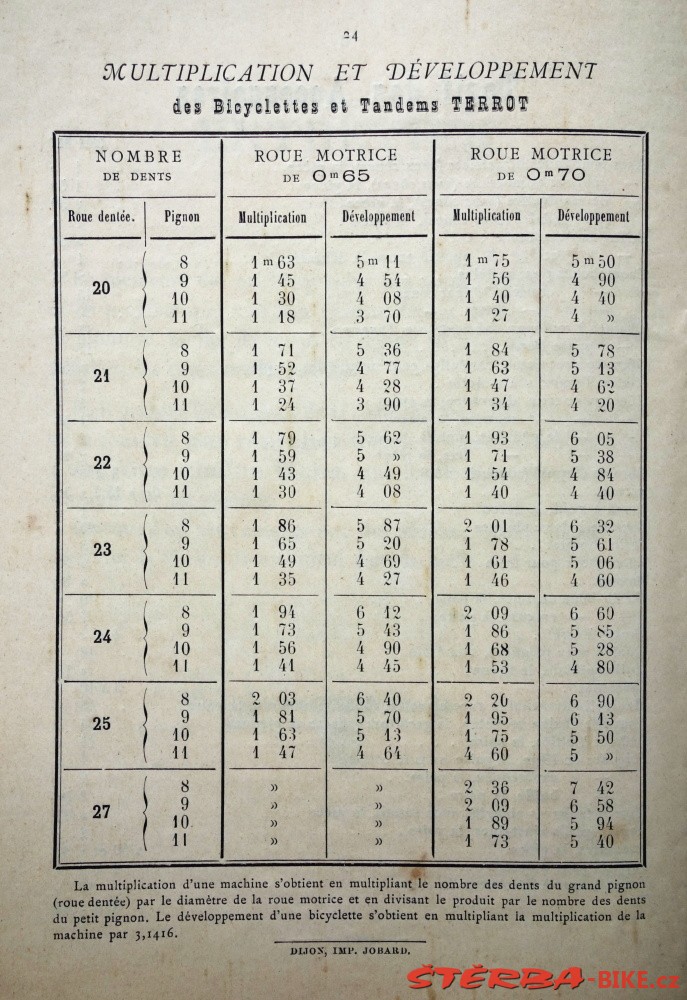 24
MULTIPLICATION ET DÉVELOPPEMENT
des Bicyclettes et Tandems TERROT
NOMBRE DE DENTS | ROUE MOTRICE DE 0m65 | ROUE MOTRICE DE 0m70
Roue dentée. | Pignon | Multiplication | Développement | Multiplication | Développement
20 8 1 m 63 5 m 11 1 m 75 5 m 50
9 1 45 4 54 1 56 4 90
10 1 30 4 08 1 40 4 40
11 1 18 3 70 1 27 4 »
21 8 1 71 5 36 1 84 5 78
9 1 52 4 77 1 63 5 13
10 1 37 4 28 1 47 4 62
11 1 24 3 90 1 34 4 20
22 8 1 79 5 62 1 93 6 05
9 1 59 5 » 1 71 5 38
10 1 43 4 49 1 54 4 84
11 1 30 4 08 1 40 4 40
23 8 1 86 5 87 2 01 6 32
9 1 65 5 20 1 78 5 61
10 1 49 4 69 1 61 5 06
11 1 35 4 27 1 46 4 60
24 8 1 94 6 12 2 09 6 60
9 1 73 5 43 1 86 5 85
10 1 56 4 90 1 68 5 28
11 1 41 4 45 1 53 4 80
25 8 2 03 6 40 2 20 6 90
9 1 81 5 70 1 95 6 13
10 1 63 5 13 1 75 5 50
11 1 47 4 64 4 60 5 »
27 8 » » 2 36 7 42
9 » » 2 09 6 58
10 » » 1 89 5 94
11 » » 1 73 5 40
La multiplication d'une machine s'obtient en multipliant le nombre des dents du grand pignon
(roue dentée) par le diamètre de la roue motrice et en divisant le produit par le nombre des dents
du petit pignon. Le développement d'une bicyclette s'obtient en multipliant la multiplication de la
machine par 3,1416.
DIJON, IMP. JOBARD.
ŠTĚRBA-BIKE.cz